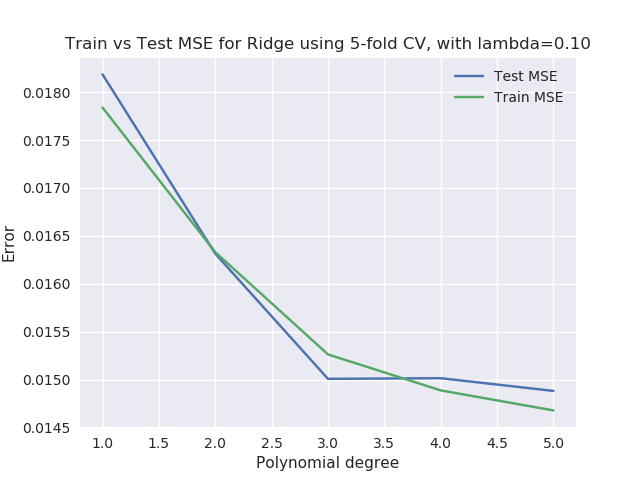 Train vs Test MSE for Ridge using 5-fold CV, with lambda=0.10
Test MSE
Train MSE
0.0180
0.0175
0.0170
0.0165
0.0160
0.0155
0.0150
0.0145
Error
1.0 1.5 2.0 2.5 3.0 3.5 4.0 4.5 5.0
Polynomial degree